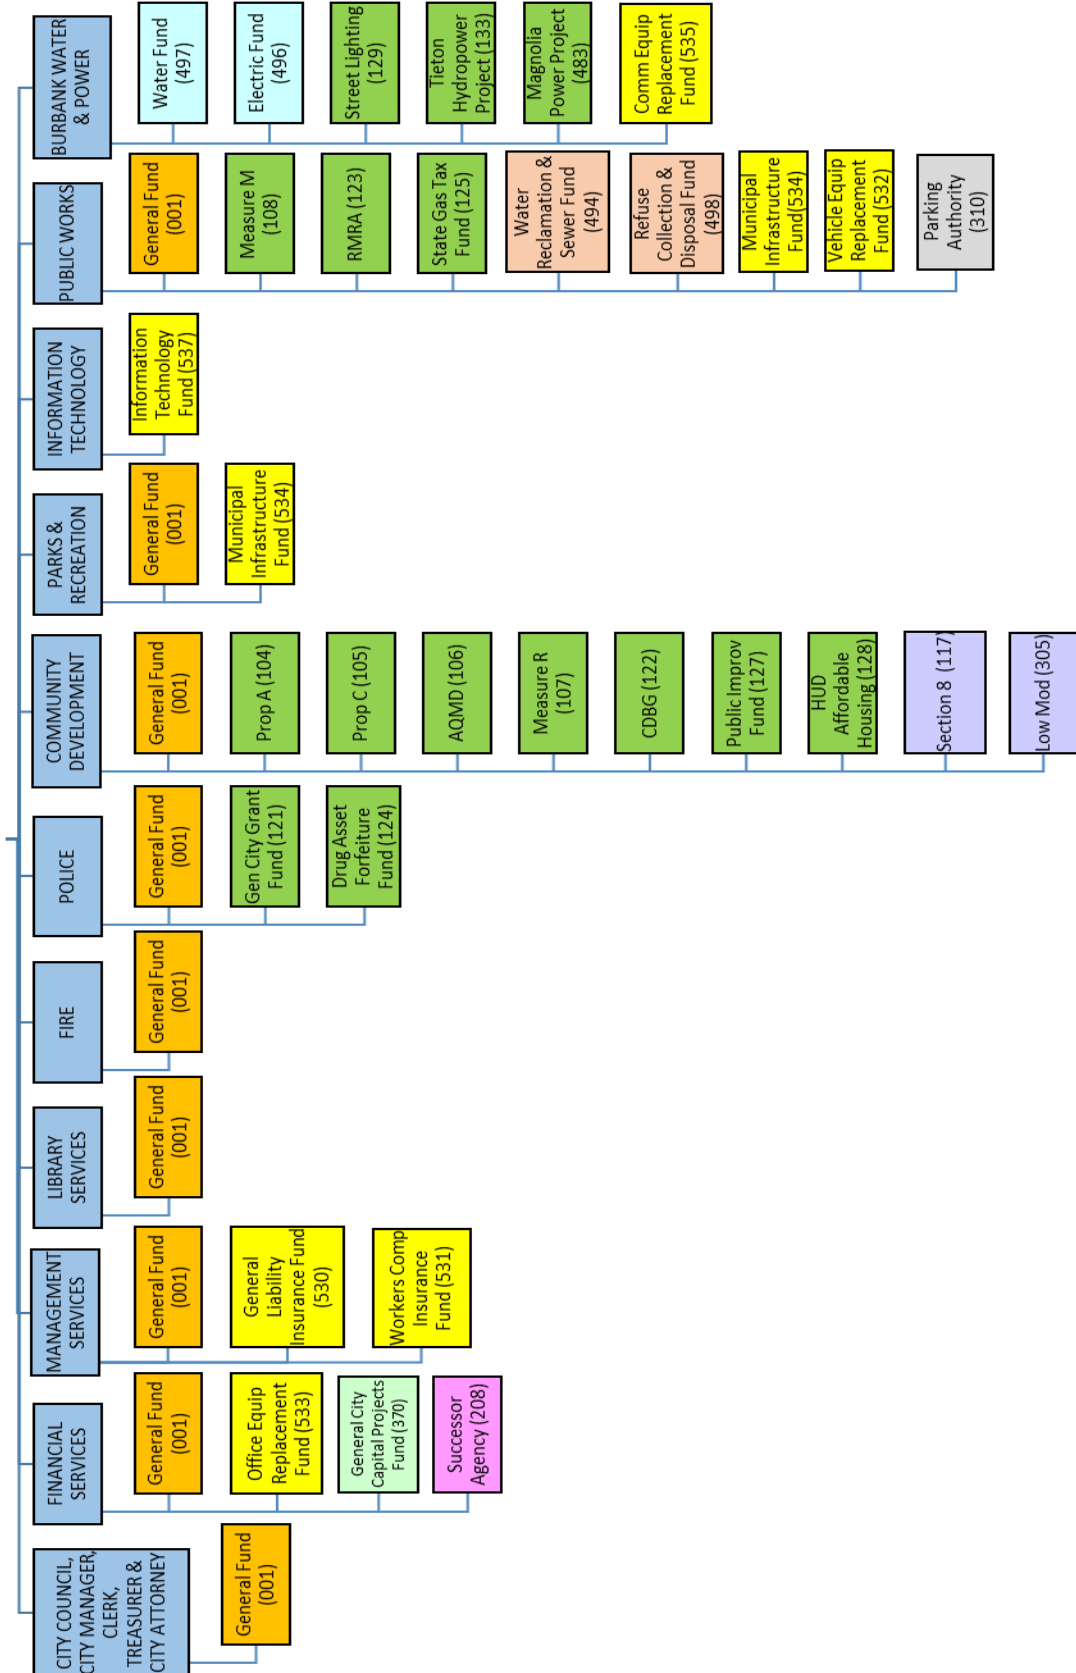 CITY COUNCIL,
CITY MANAGER,
CLERK,
TREASURER &
CITY ATTORNEY
General Fund
(001)
FINANCIAL
SERVICES
General Fund
(001)
Office Equip
Replacement
Fund (533)
General City
Capital Projects
Fund (370)
Successor
Agency (208)
MANAGEMENT
SERVICES
General Fund
(001)
General
Liability
Insurance Fund
(530)
Workers Comp
Insurance
Fund (531)
LIBRARY
SERVICES
General Fund
(001)
FIRE
General Fund
(001)
POLICE
General Fund
(001)
Gen City Grant
Fund (121)
Drug Asset
Forfeiture
Fund (124)
COMMUNITY
DEVELOPMENT
General Fund
(001)
Prop A (104)
Prop C (105)
AQMD (106)
Measure R
(107)
CDBG (122)
Public Improv
Fund (127)
HUD
Affordable
Housing (128)
Section 8 (117)
Low Mod (305)
PARKS &
RECREATION
General Fund
(001)
Municipal
Infrastructure
Fund (534)
INFORMATION
TECHNOLOGY
Information
Technology
Fund (537)
PUBLIC WORKS
General Fund
(001)
Measure M
(108)
RMRA (123)
State Gas Tax
Fund (125)
Water
Reclamation &
Sewer Fund
(494)
Refuse
Collection &
Disposal Fund
(498)
Municipal
Infrastructure
Fund(534)
Vehicle Equip
Replacement
Fund (532)
Parking
Authority
(310)
BURBANK WATER
& POWER
Water Fund
(497)
Electric Fund
(496)
Street Lighting
(129)
Tieton
Hydropower
Project (133)
Magnolia
Power Project
(483)
Comm Equip
Replacement
Fund (535)